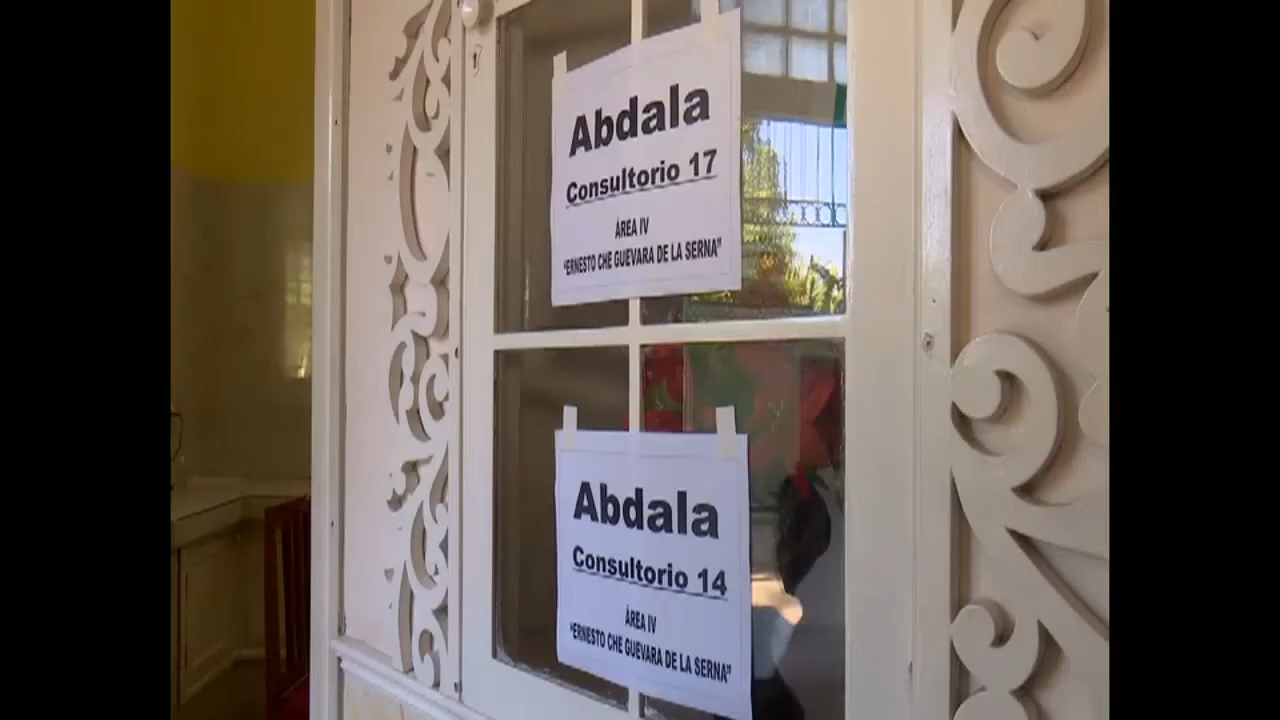 Abdala
Consultorio 17
ÁREA IV
"ERNESTO CHE GUEVARA DE LA SERNA"
Abdala
Consultorio 14
ÀREA IV
"ERNESTO CHE GUEVARA DE LA SERNA"